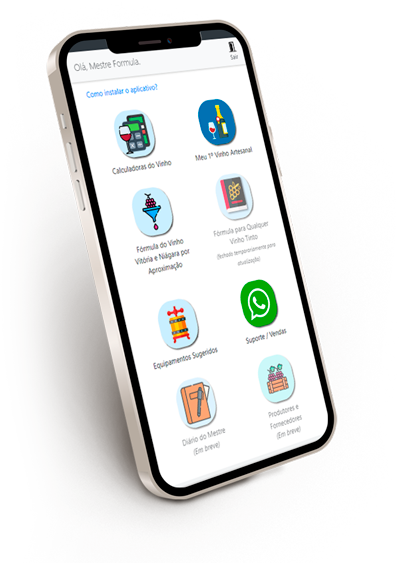 Olá, Mestre Formula.
Sair
Como instalar o aplicativo?
Calculadoras do Vinho
Meu 1º Vinho Artesanal
Fórmula do Vinho
Vitória e Niágara por
Aproximação
Fórmula para Qualquer
Vinho Tinto
(fechado temporariamente para
atualização)
Equipamentos Sugeridos
Suporte / Vendas
Diário do Mestre
(Em breve)
Produtores e
Fornecedores
(Em breve)